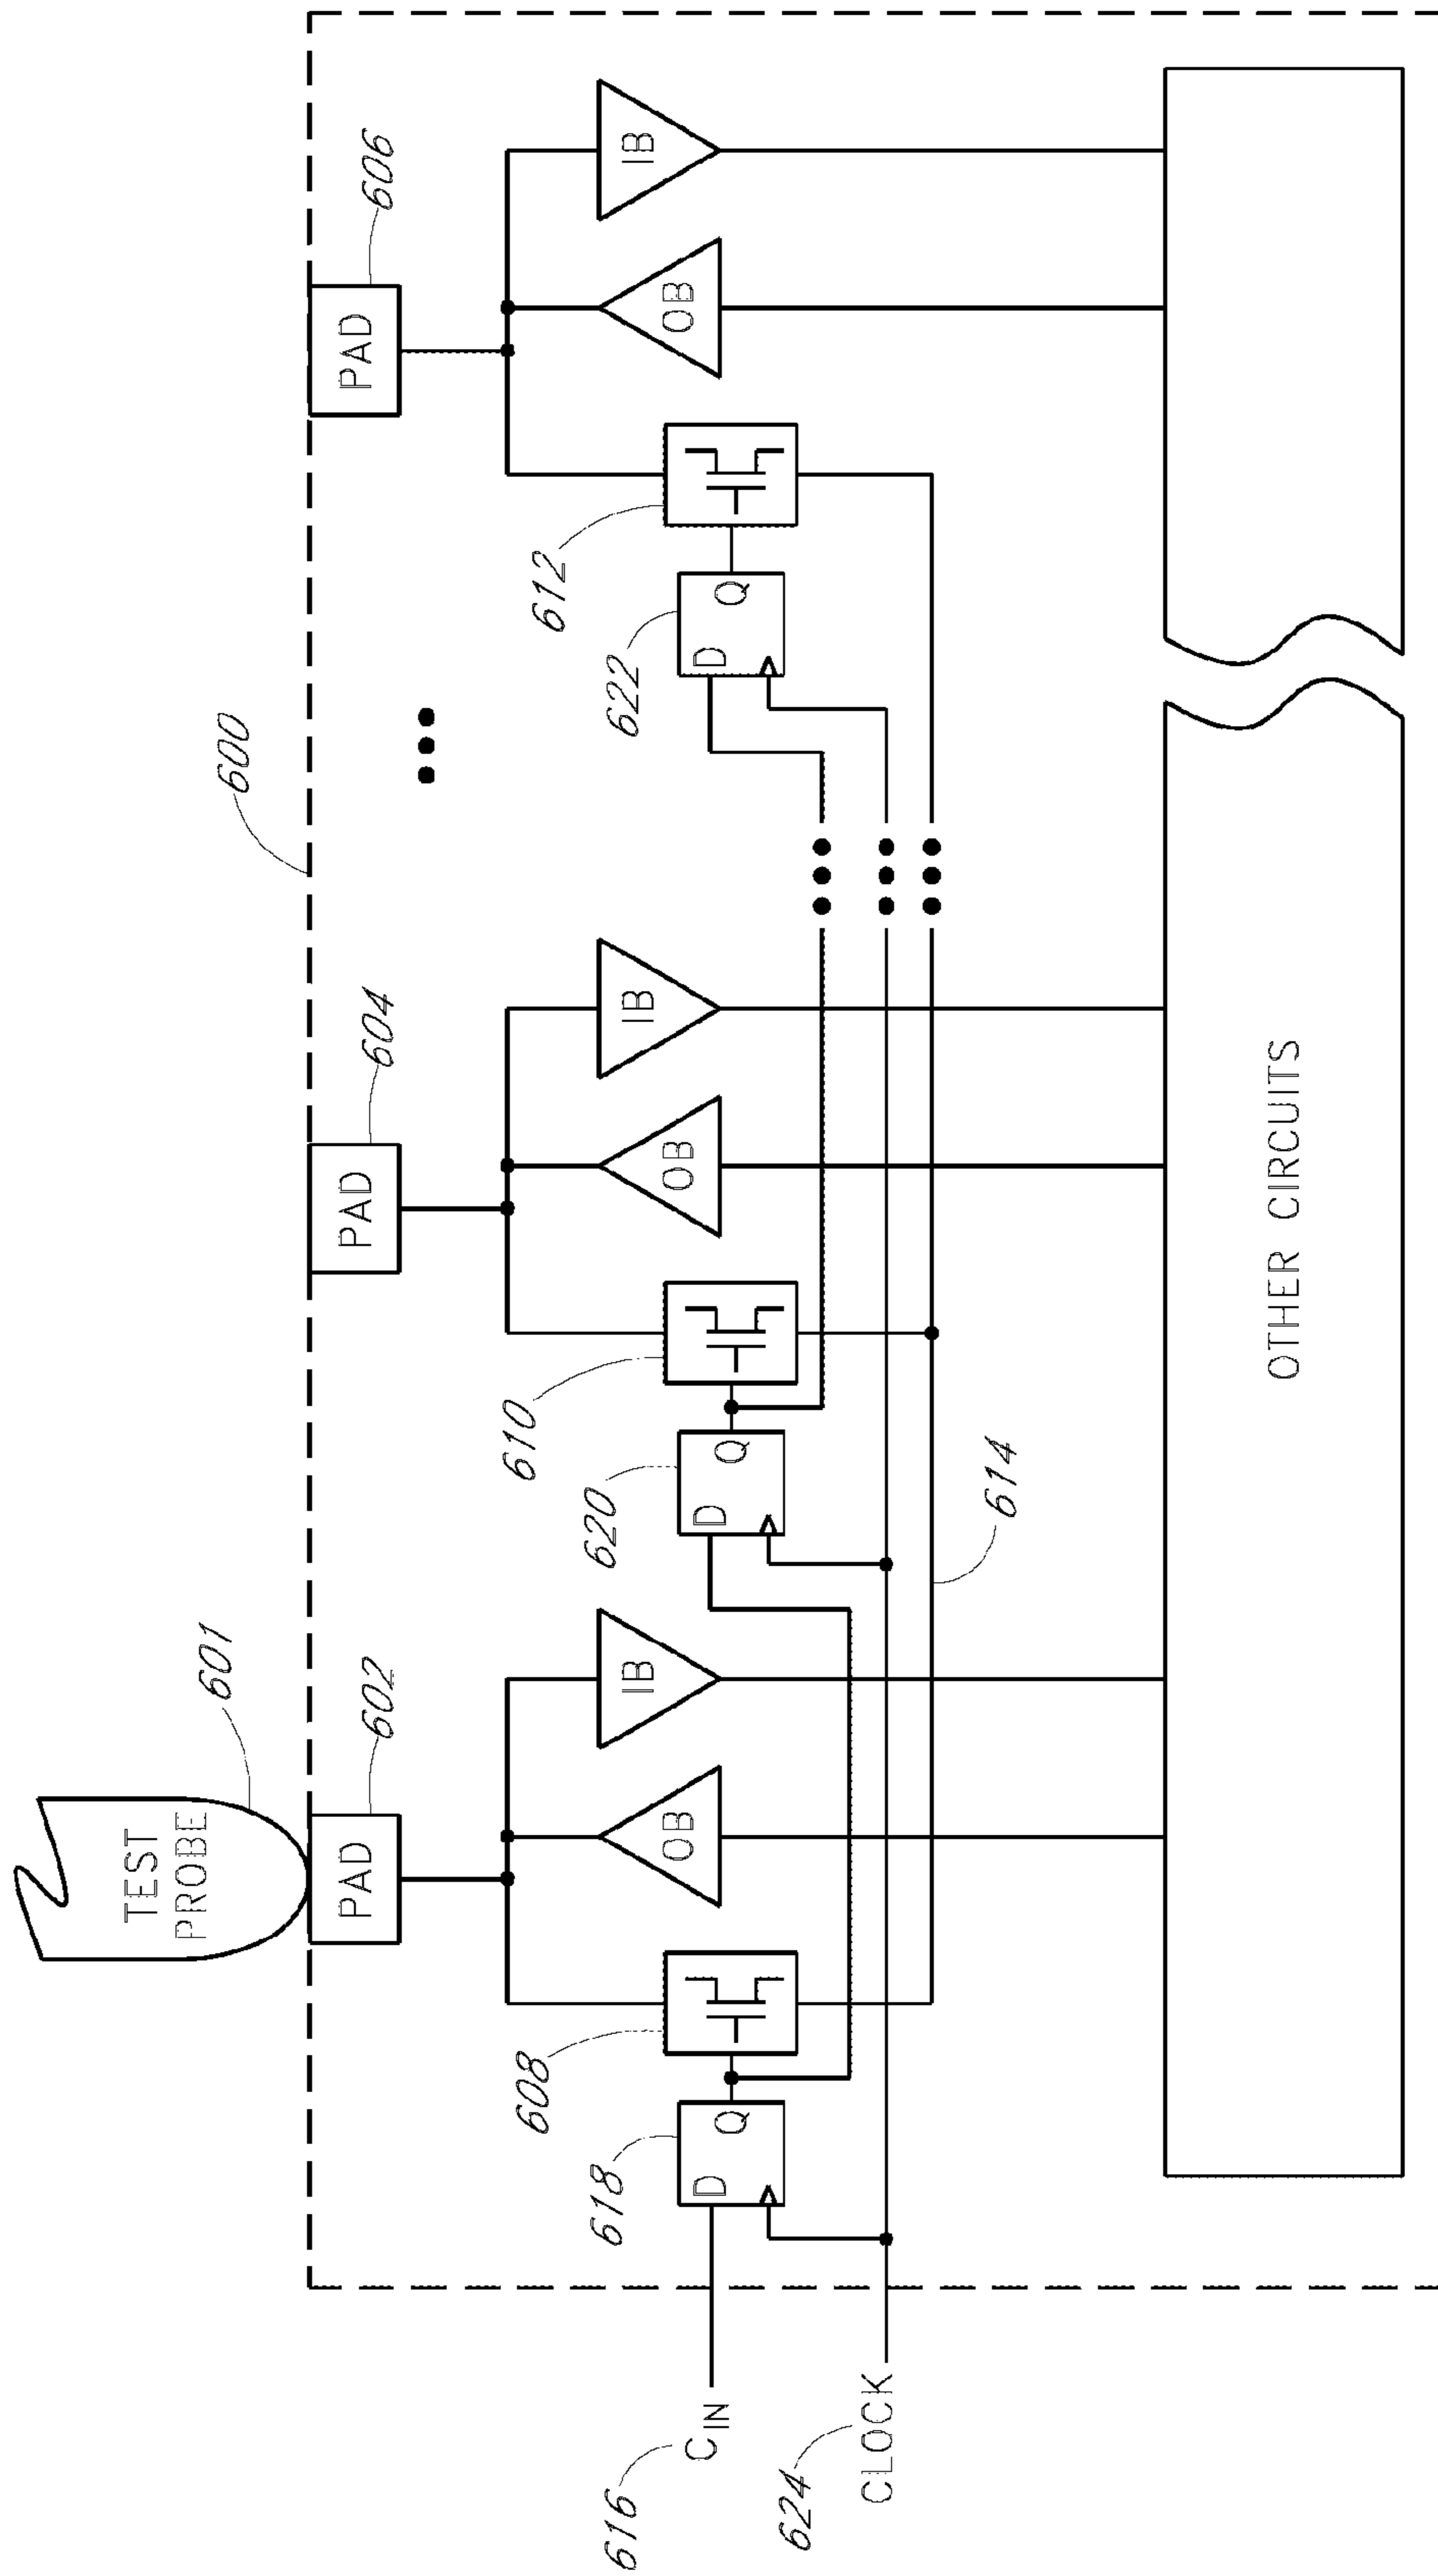 600
TEST
PROBE
601
PAD
602
PAD
604
PAD
606
OB
IB
OB
IB
OB
IB
608
610
612
D
Q
618
D
Q
620
D
Q
622
616
C_IN
624
CLOCK
614
OTHER CIRCUITS